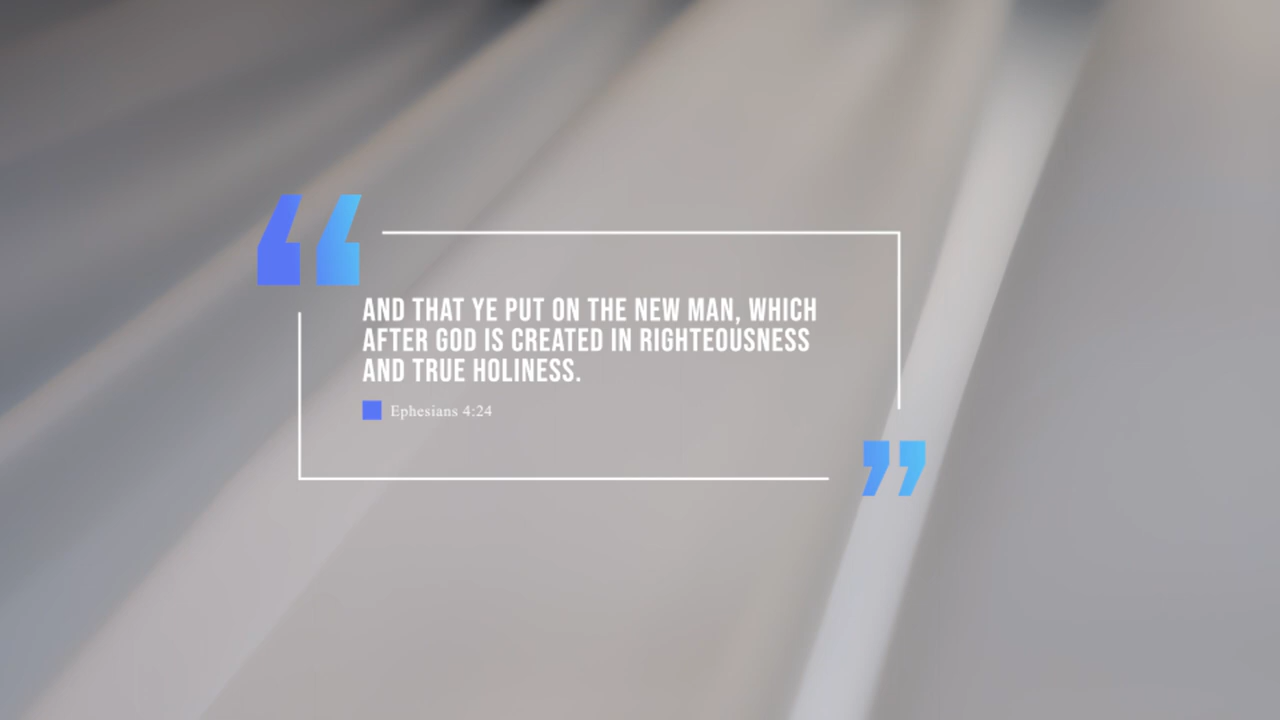 AND THAT YE PUT ON THE NEW MAN, WHICH
AFTER GOD IS CREATED IN RIGHTEOUSNESS
AND TRUE HOLINESS.
Ephesians 4:24